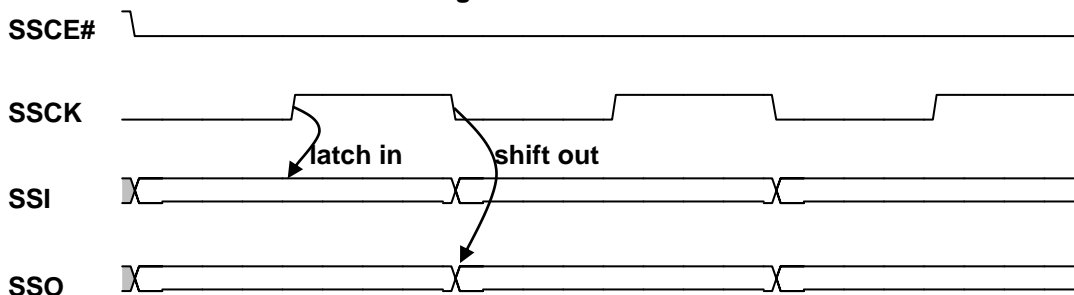 SSCE#
SSCK
latch in
shift out
SSI
SSO